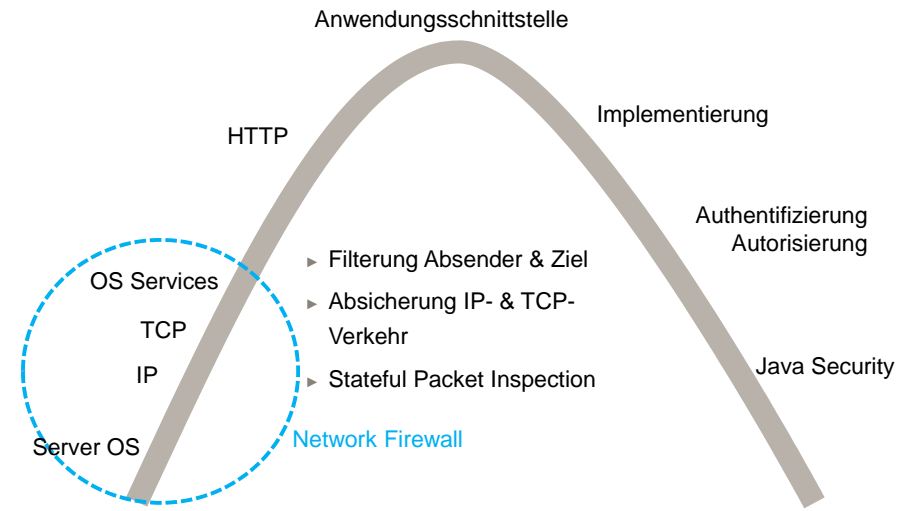 Anwendungsschnittstelle
Implementierung
HTTP
Authentifizierung
Autorisierung
▸ Filterung Absender & Ziel
OS Services
▸ Absicherung IP- & TCP-
Verkehr
TCP
IP
▸ Stateful Packet Inspection
Java Security
Network Firewall
Server OS